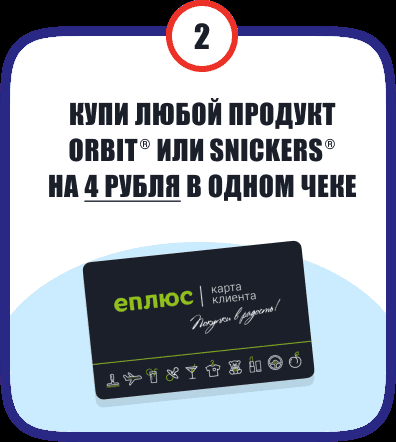 2
КУПИ ЛЮБОЙ ПРОДУКТ
ORBIT® ИЛИ SNICKERS®
НА 4 РУБЛЯ В ОДНОМ ЧЕКЕ
еплюс | карта
клиента
Покупки в радость!